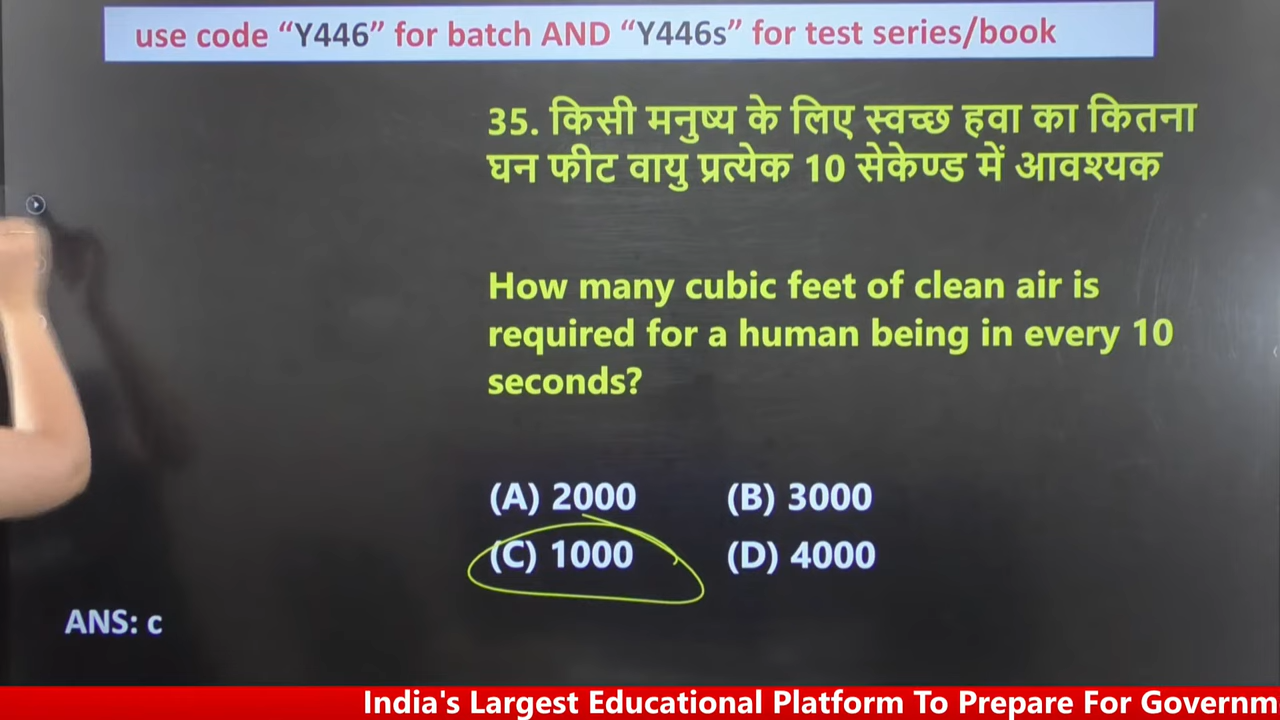 use code “Y446” for batch AND “Y446s” for test series/book
35. किसी मनुष्य के लिए स्वच्छ हवा का कितना
घन फीट वायु प्रत्येक 10 सेकेण्ड में आवश्यक
How many cubic feet of clean air is
required for a human being in every 10
seconds?
(A) 2000 (B) 3000
(C) 1000 (D) 4000
ANS: c
India's Largest Educational Platform To Prepare For Governm